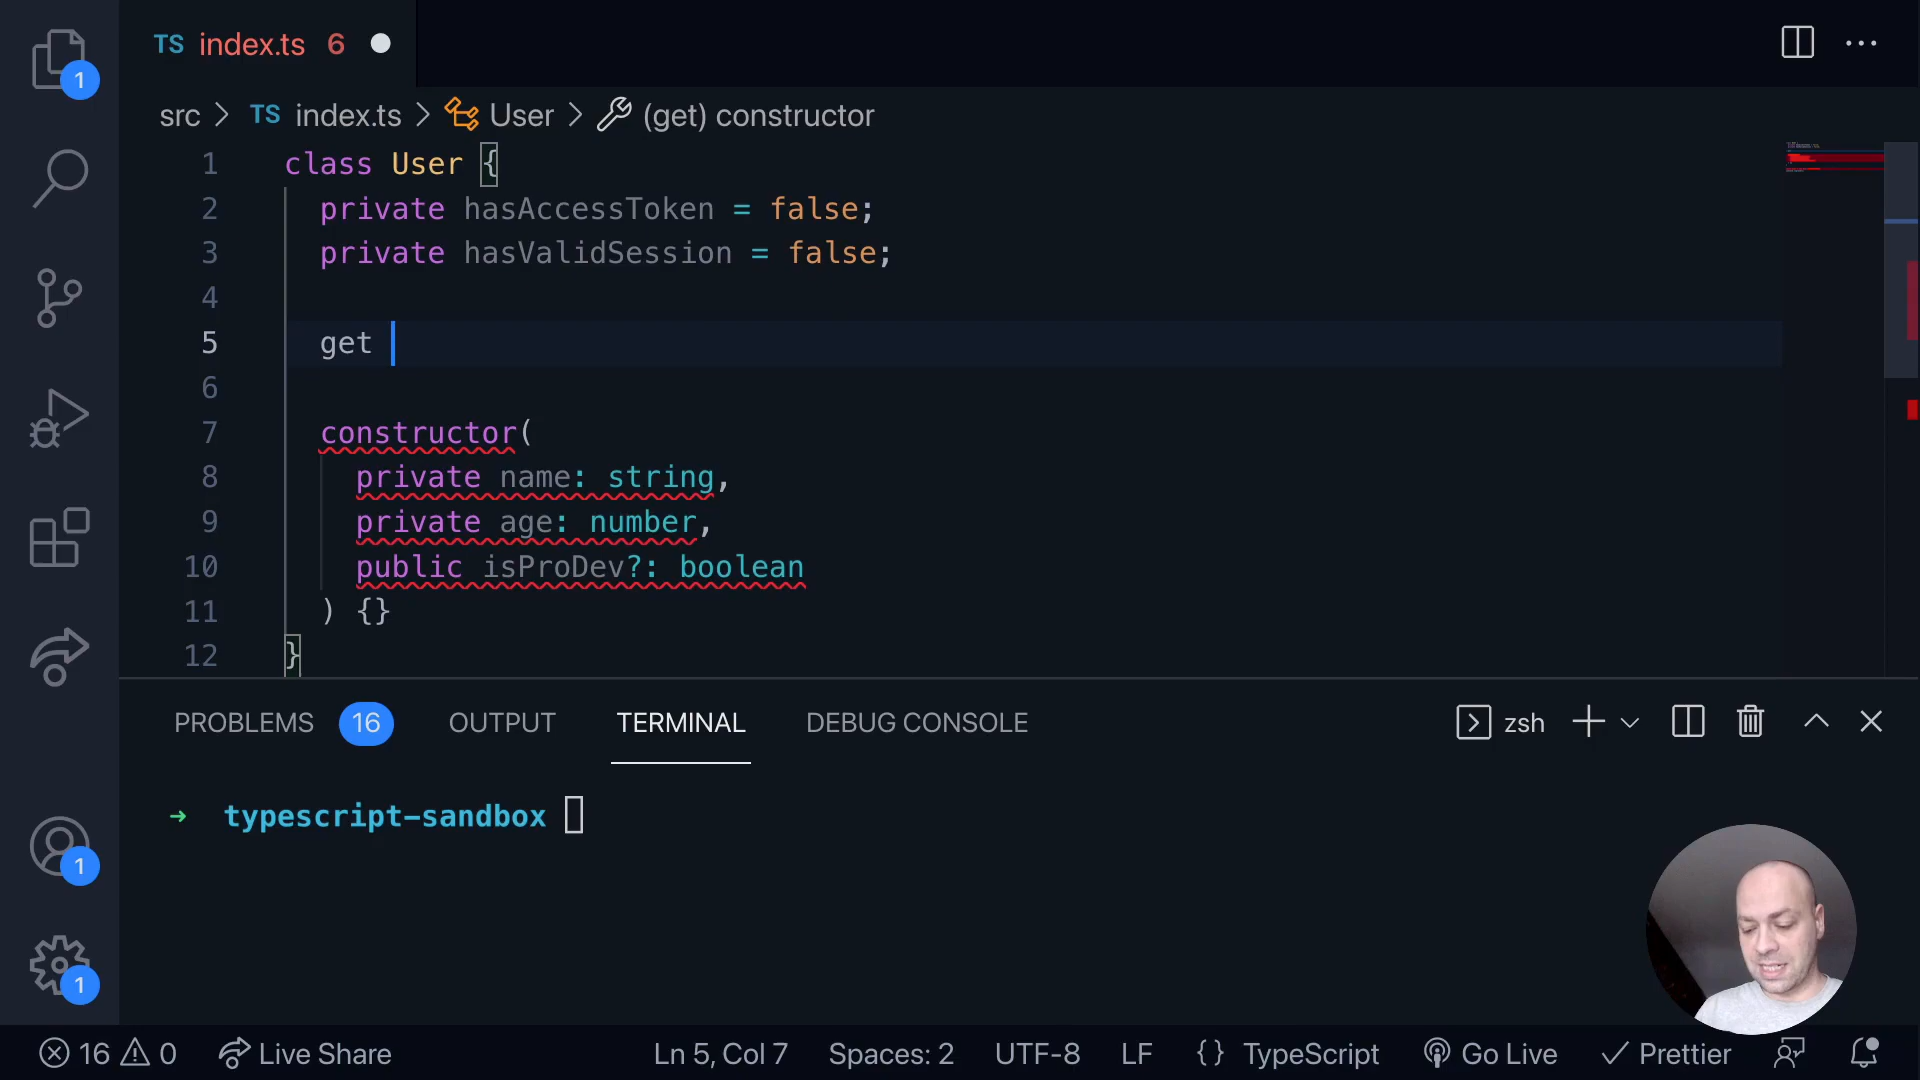 1
TS index.ts 6
src > TS index.ts > User > (get) constructor
1 class User {
2 private hasAccessToken = false;
3 private hasValidSession = false;
4
5 get
6
7 constructor(
8 private name: string,
9 private age: number,
10 public isProDev?: boolean
11 ) {}
12 }
PROBLEMS 16 OUTPUT TERMINAL DEBUG CONSOLE zsh
→ typescript-sandbox
1
1
16 0 Live Share Ln 5, Col 7 Spaces: 2 UTF-8 LF {} TypeScript Go Live Prettier